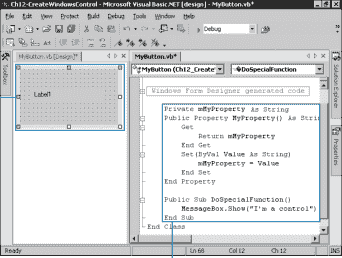 Ch12-CreateWindowsControl - Microsoft Visual Basic.NET [design] - MyButton.vb*
File Edit View Project Build Debug Tools Window Help
Debug
MyButton.vb [Design]*
MyButton.vb*
MyButton (Ch12_Create
DoSpecialFunction
Toolbox
Label1
Solution Explorer
Properties
Windows Form Designer generated code
Private mMyProperty As String
Public Property MyProperty() As Strin
Get
Return mMyProperty
End Get
Set(ByVal Value As String)
mMyProperty = Value
End Set
End Property
Public Sub DoSpecialFunction()
MessageBox.Show("I'm a control")
End Sub
End Class
Ready
Ln 66
Col 12
Ch 12
INS